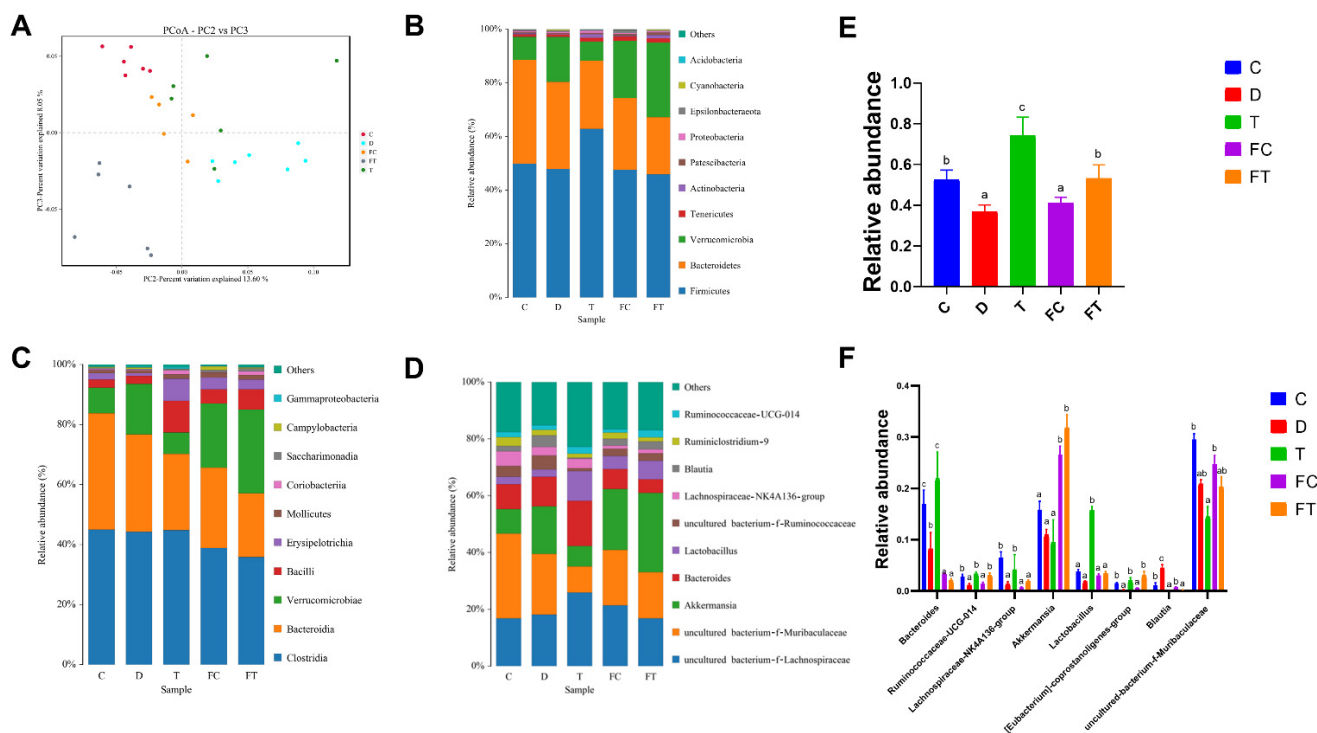 A
PCoA - PC2 vs PC3
PC3-Percent variation explained 8.05 %
0.05
0.00
-0.05
-0.05
0.00
0.05
0.10
PC2-Percent variation explained 13.60 %
C
D
FC
FT
T
B
Relative abundance (%)
100%
80%
60%
40%
20%
0%
C D T FC FT
Sample
Others
Acidobacteria
Cyanobacteria
Epsilonbacteraeota
Proteobacteria
Patescibacteria
Actinobacteria
Tenericutes
Verrucomicrobia
Bacteroidetes
Firmicutes
E
Relative abundance
1.0
0.8
0.6
0.4
0.2
0.0
b a c a b
C D T FC FT
C
D
T
FC
FT
C
Relative abundance (%)
100%
80%
60%
40%
20%
0%
C D T FC FT
Sample
Others
Gammaproteobacteria
Campylobacteria
Saccharimonadia
Coriobacteriia
Mollicutes
Erysipelotrichia
Bacilli
Verrucomicrobiae
Bacteroidia
Clostridia
D
Relative abundance (%)
100%
80%
60%
40%
20%
0%
C D T FC FT
Sample
Others
Ruminococcaceae-UCG-014
Ruminiclostridium-9
Blautia
Lachnospiraceae-NK4A136-group
uncultured bacterium-f-Ruminococcaceae
Lactobacillus
Bacteroides
Akkermansia
uncultured bacterium-f-Muribaculaceae
uncultured bacterium-f-Lachnospiraceae
F
Relative abundance
0.4
0.3
0.2
0.1
0.0
c b c a a
b a b a b
b a b a a
a a a b b
a a b a a
b a b a b
b c a b a
b ab a b ab
Bacteroides
Ruminococcaceae-UCG-014
Lachnospiraceae-NK4A136-group
Akkermansia
Lactobacillus
[Eubacterium]-coprostanoligenes-group
Blautia
uncultured-bacterium-f-Muribaculaceae
C
D
T
FC
FT